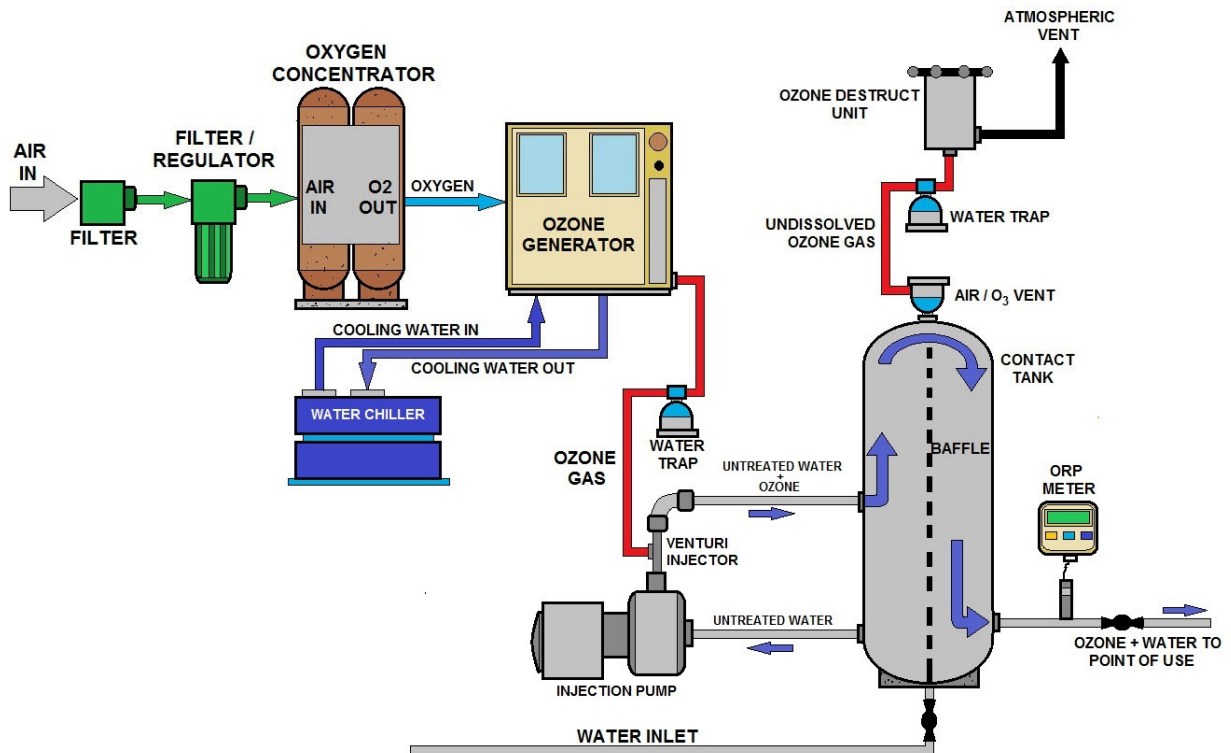 AIR
IN
FILTER
FILTER /
REGULATOR
OXYGEN
CONCENTRATOR
AIR
IN
O2
OUT
OXYGEN
OZONE
GENERATOR
COOLING WATER IN
COOLING WATER OUT
WATER CHILLER
WATER
TRAP
OZONE
GAS
UNTREATED WATER
+
OZONE
VENTURI
INJECTOR
UNTREATED WATER
INJECTION PUMP
WATER INLET
ATMOSPHERIC
VENT
OZONE DESTRUCT
UNIT
WATER TRAP
UNDISSOLVED
OZONE GAS
AIR / O₃ VENT
CONTACT
TANK
BAFFLE
ORP
METER
OZONE + WATER TO
POINT OF USE